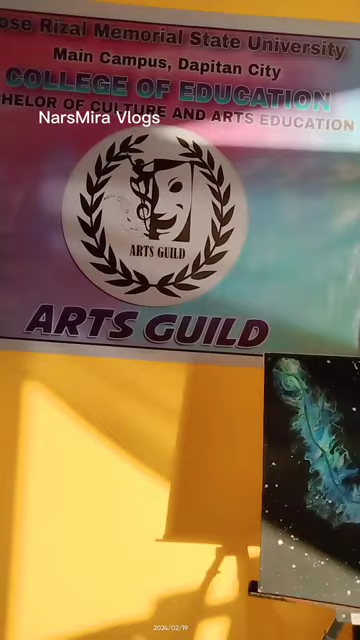 ose Rizal Memorial State University
Main Campus, Dapitan City
COLLEGE OF EDUCATION
HELOR OF CULTURE AND ARTS EDUCATION
NarsMira Vlogs
ARTS GUILD
ARTS GUILD
2024/02/19